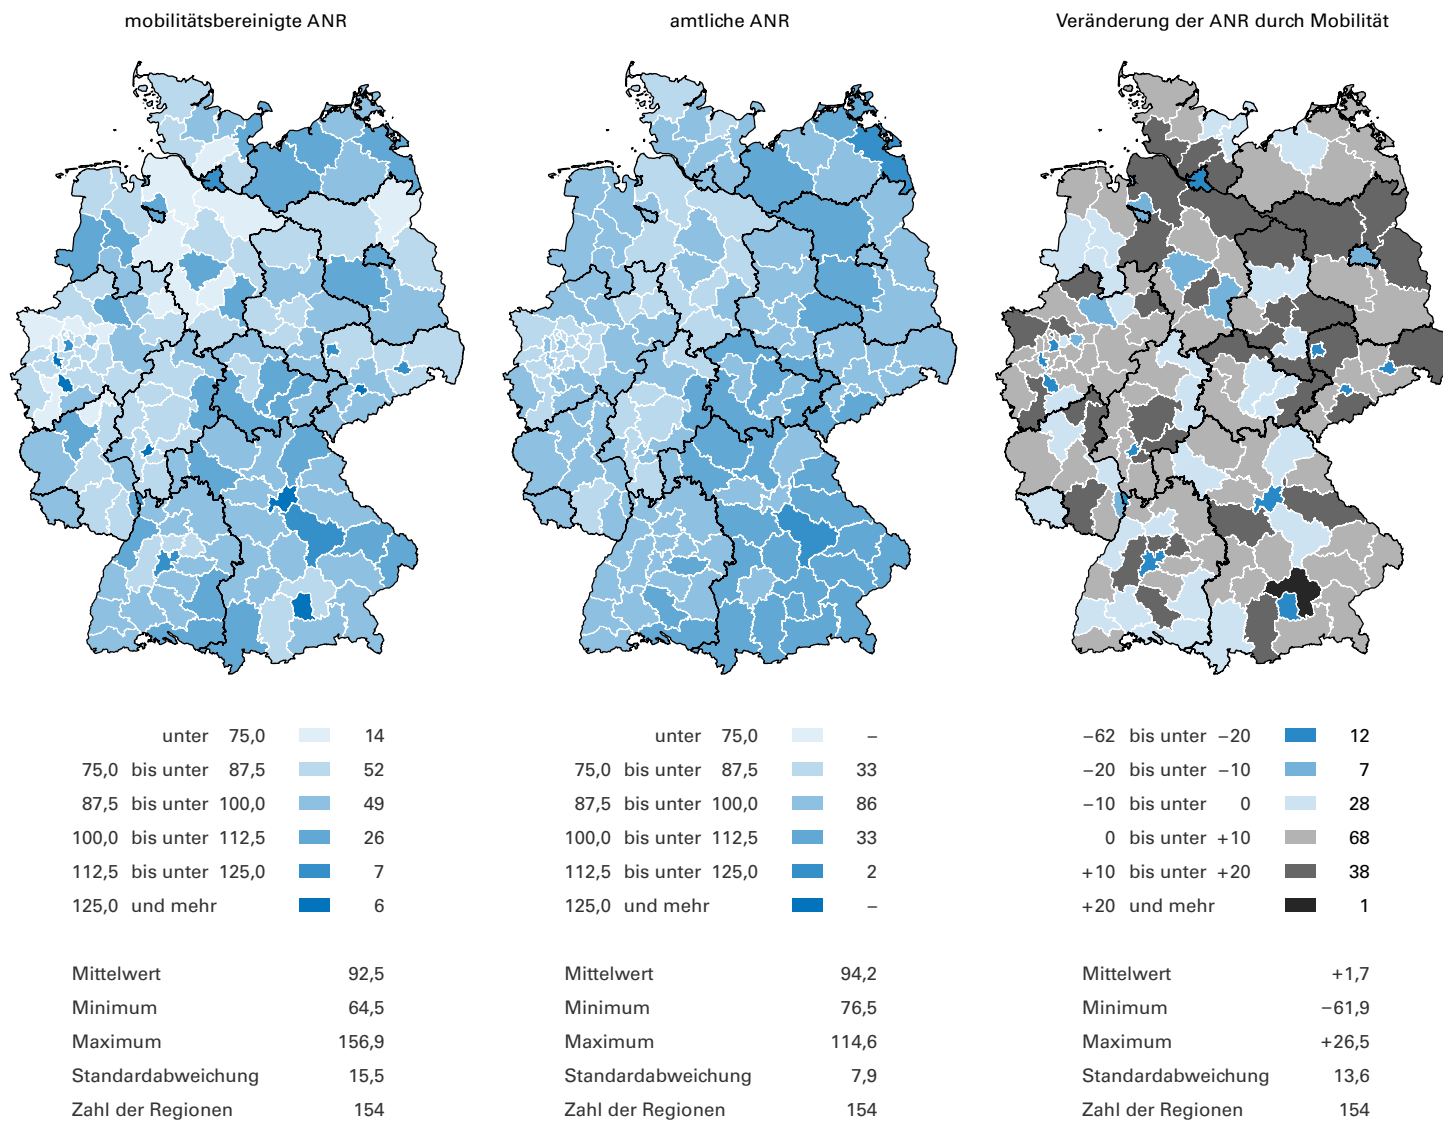 mobilitätsbereinigte ANR
unter 75,0 14
75,0 bis unter 87,5 52
87,5 bis unter 100,0 49
100,0 bis unter 112,5 26
112,5 bis unter 125,0 7
125,0 und mehr 6
Mittelwert 92,5
Minimum 64,5
Maximum 156,9
Standardabweichung 15,5
Zahl der Regionen 154
amtliche ANR
unter 75,0 –
75,0 bis unter 87,5 33
87,5 bis unter 100,0 86
100,0 bis unter 112,5 33
112,5 bis unter 125,0 2
125,0 und mehr –
Mittelwert 94,2
Minimum 76,5
Maximum 114,6
Standardabweichung 7,9
Zahl der Regionen 154
Veränderung der ANR durch Mobilität
−62 bis unter −20 12
−20 bis unter −10 7
−10 bis unter 0 28
0 bis unter +10 68
+10 bis unter +20 38
+20 und mehr 1
Mittelwert +1,7
Minimum −61,9
Maximum +26,5
Standardabweichung 13,6
Zahl der Regionen 154